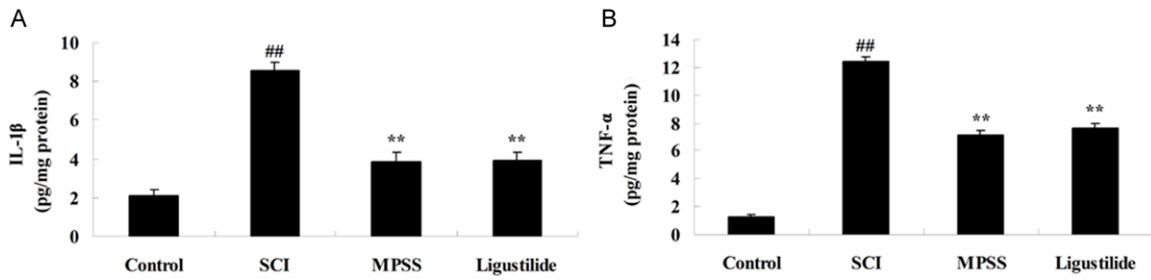 A
IL-1β
(pg/mg protein)
10
8
6
4
2
0
##
**
**
Control
SCI
MPSS
Ligustilide
B
TNF-α
(pg/mg protein)
14
12
10
8
6
4
2
0
##
**
**
Control
SCI
MPSS
Ligustilide